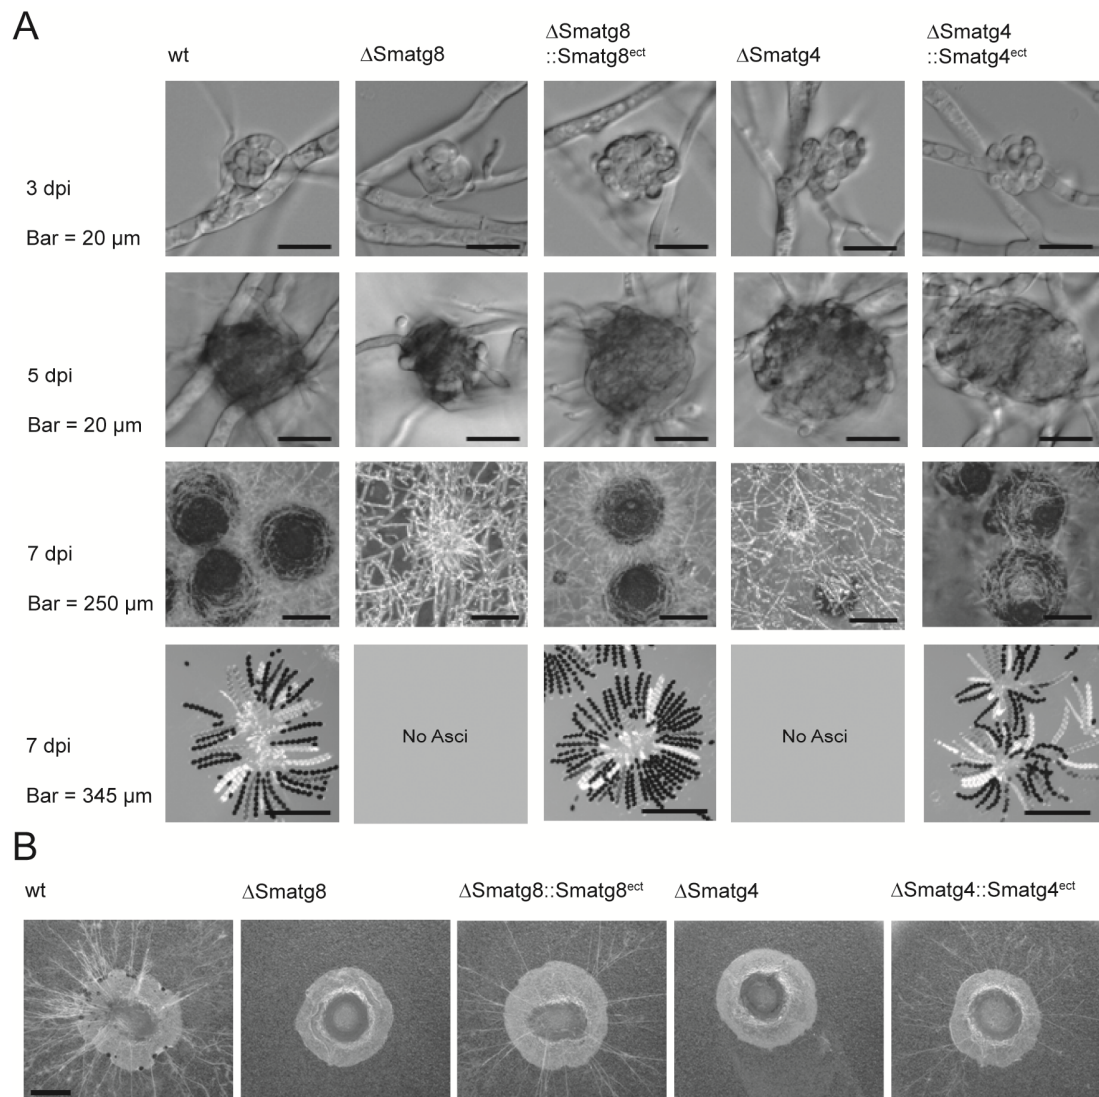 A
wt
ΔSmatg8
ΔSmatg8
::Smatg8ect
ΔSmatg4
ΔSmatg4
::Smatg4ect
3 dpi
Bar = 20 µm
5 dpi
Bar = 20 µm
7 dpi
Bar = 250 µm
7 dpi
Bar = 345 µm
No Asci
No Asci
B
wt
ΔSmatg8
ΔSmatg8::Smatg8ect
ΔSmatg4
ΔSmatg4::Smatg4ect